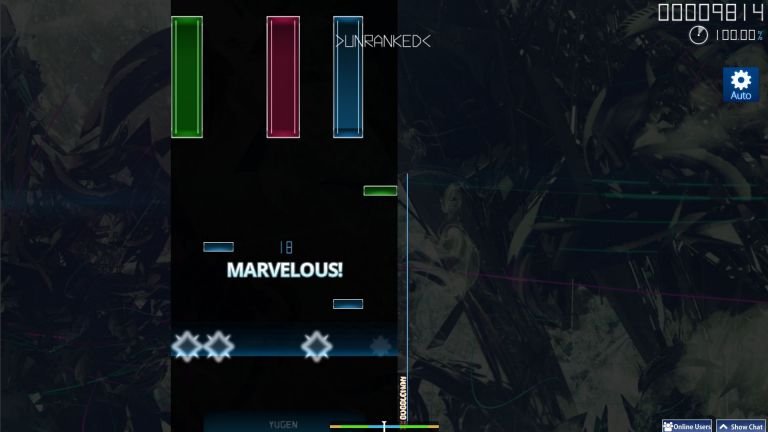 00009814
>UNRANKED<
100.00%
Auto
18
MARVELOUS!
YUGEN
Online Users
Show Chat